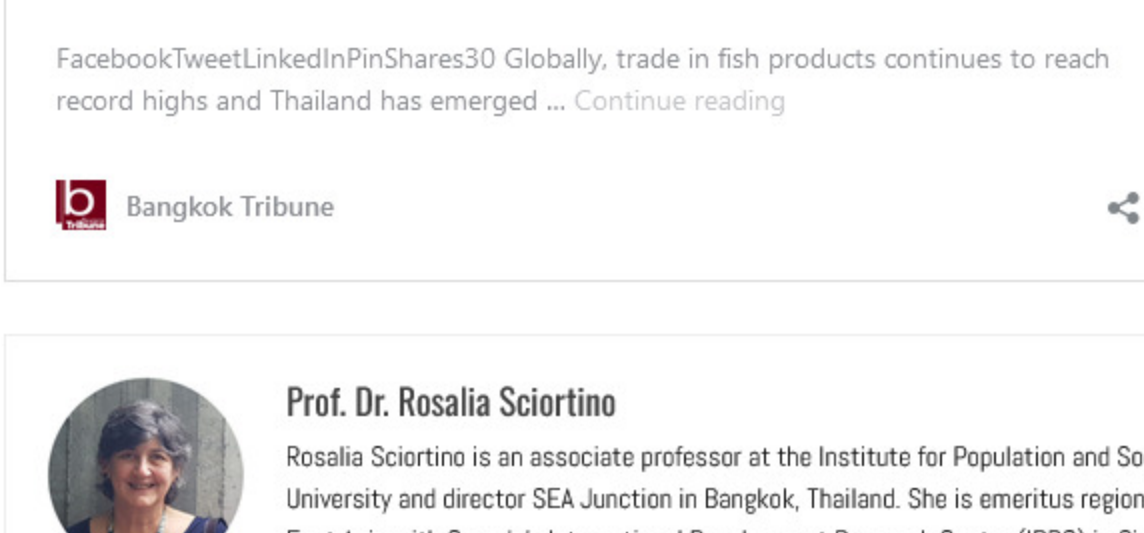 FacebookTweetLinkedInPinShares30 Globally, trade in fish products continues to reach
record highs and Thailand has emerged ... Continue reading
b
Tribune
Bangkok Tribune
Prof. Dr. Rosalia Sciortino
Rosalia Sciortino is an associate professor at the Institute for Population and So
University and director SEA Junction in Bangkok, Thailand. She is emeritus region